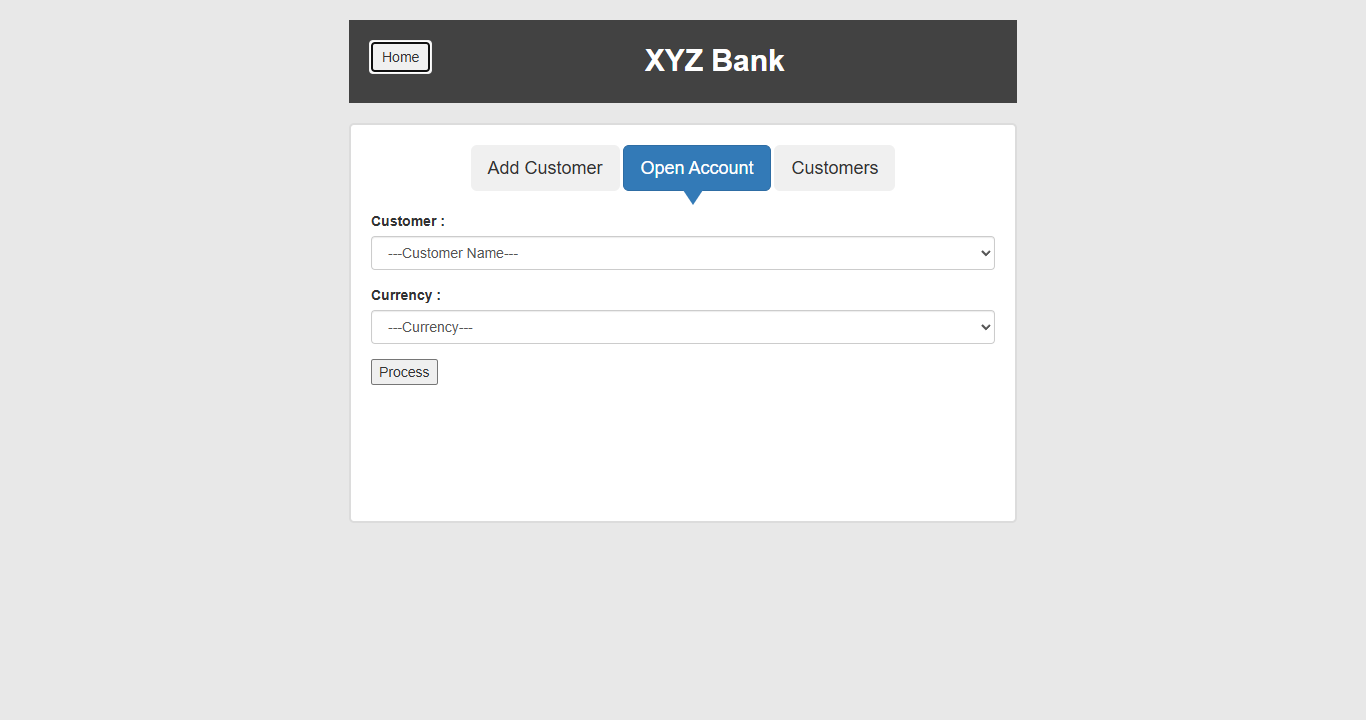 Home
XYZ Bank
Add Customer Open Account Customers
Customer :
---Customer Name---
Currency :
---Currency---
Process